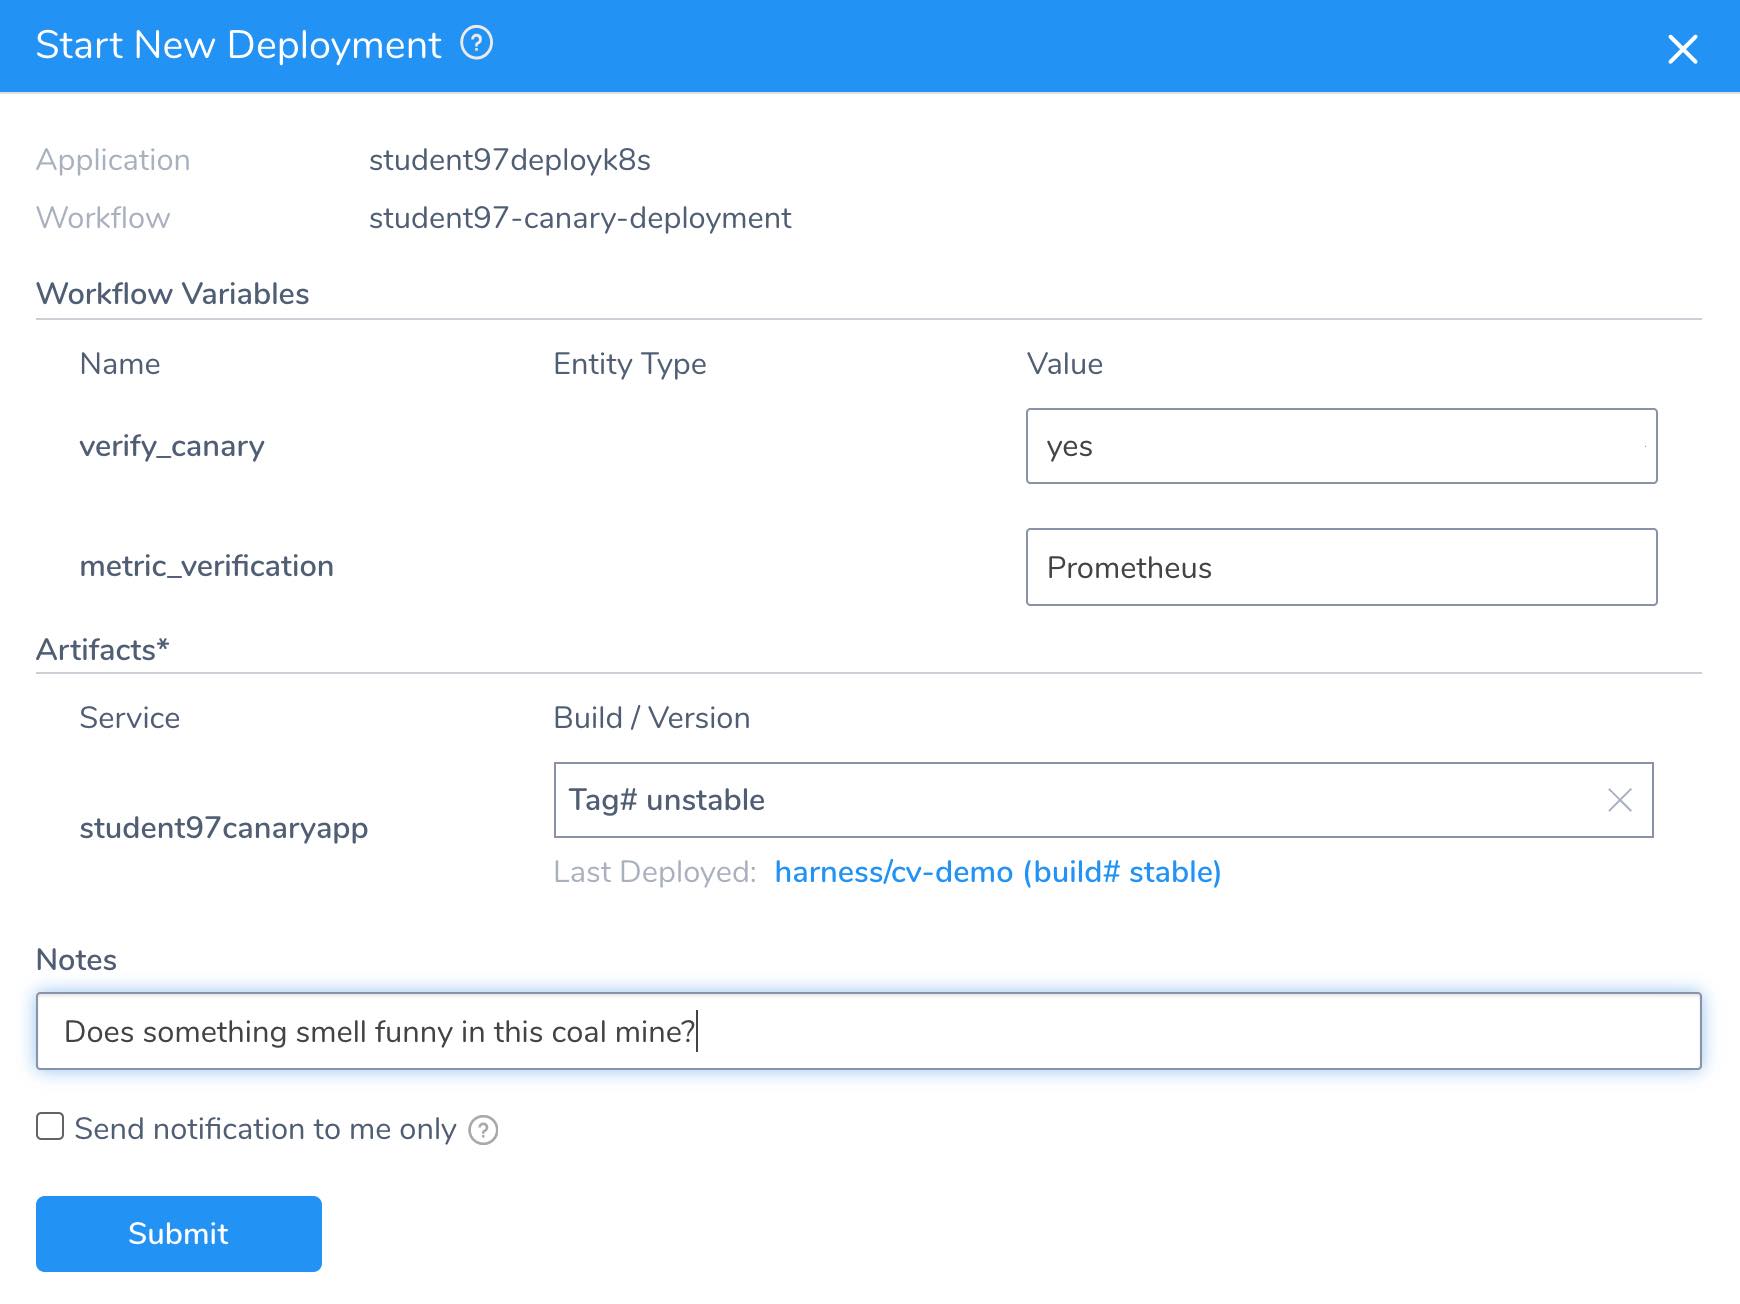 Start New Deployment ?
Application student97deployk8s
Workflow student97-canary-deployment
Workflow Variables
Name Entity Type Value
verify_canary yes
metric_verification Prometheus
Artifacts*
Service Build / Version
Tag# unstable
student97canaryapp
Last Deployed: harness/cv-demo (build# stable)
Notes
Does something smell funny in this coal mine?
Send notification to me only ?
Submit